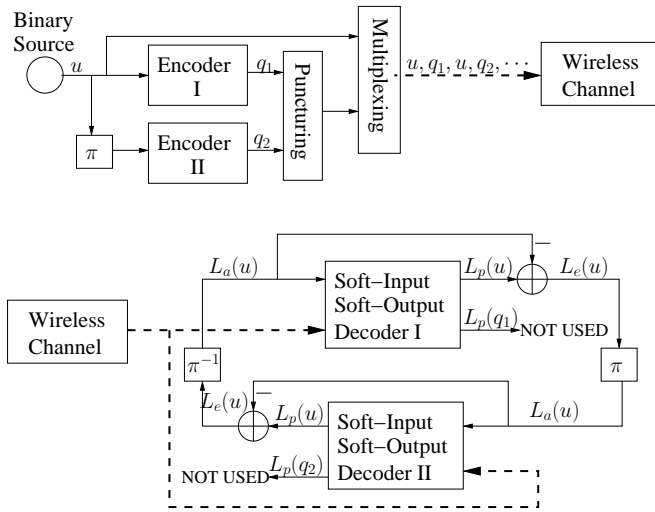 Binary
Source
u
Encoder
I
q₁
π
Encoder
II
q₂
Puncturing
Multiplexing
u, q₁, u, q₂, ···
Wireless
Channel
Wireless
Channel
Lₐ(u)
Soft−Input
Soft−Output
Decoder I
Lₚ(u)
−
Lₑ(u)
Lₚ(q₁)
NOT USED
π
π⁻¹
Lₑ(u)
−
Lₚ(u)
Soft−Input
Soft−Output
Decoder II
Lₐ(u)
Lₚ(q₂)
NOT USED